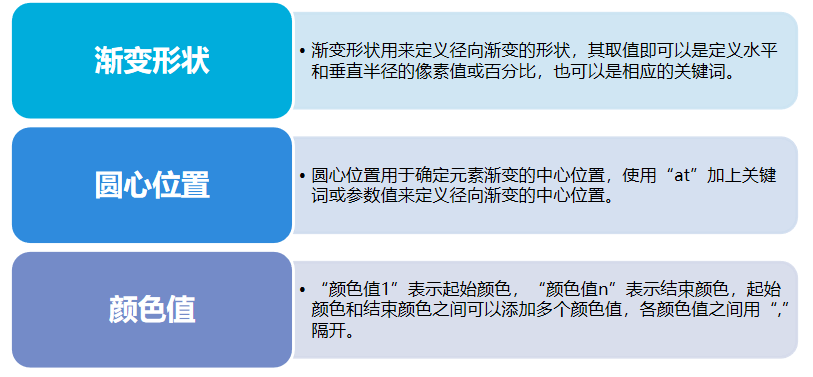 渐变形状
• 渐变形状用来定义径向渐变的形状，其取值即可以是定义水平
和垂直半径的像素值或百分比，也可以是相应的关键词。
圆心位置
• 圆心位置用于确定元素渐变的中心位置，使用“at”加上关键
词或参数值来定义径向渐变的中心位置。
颜色值
• “颜色值1”表示起始颜色，“颜色值n”表示结束颜色，起始
颜色和结束颜色之间可以添加多个颜色值，各颜色值之间用“,”
隔开。